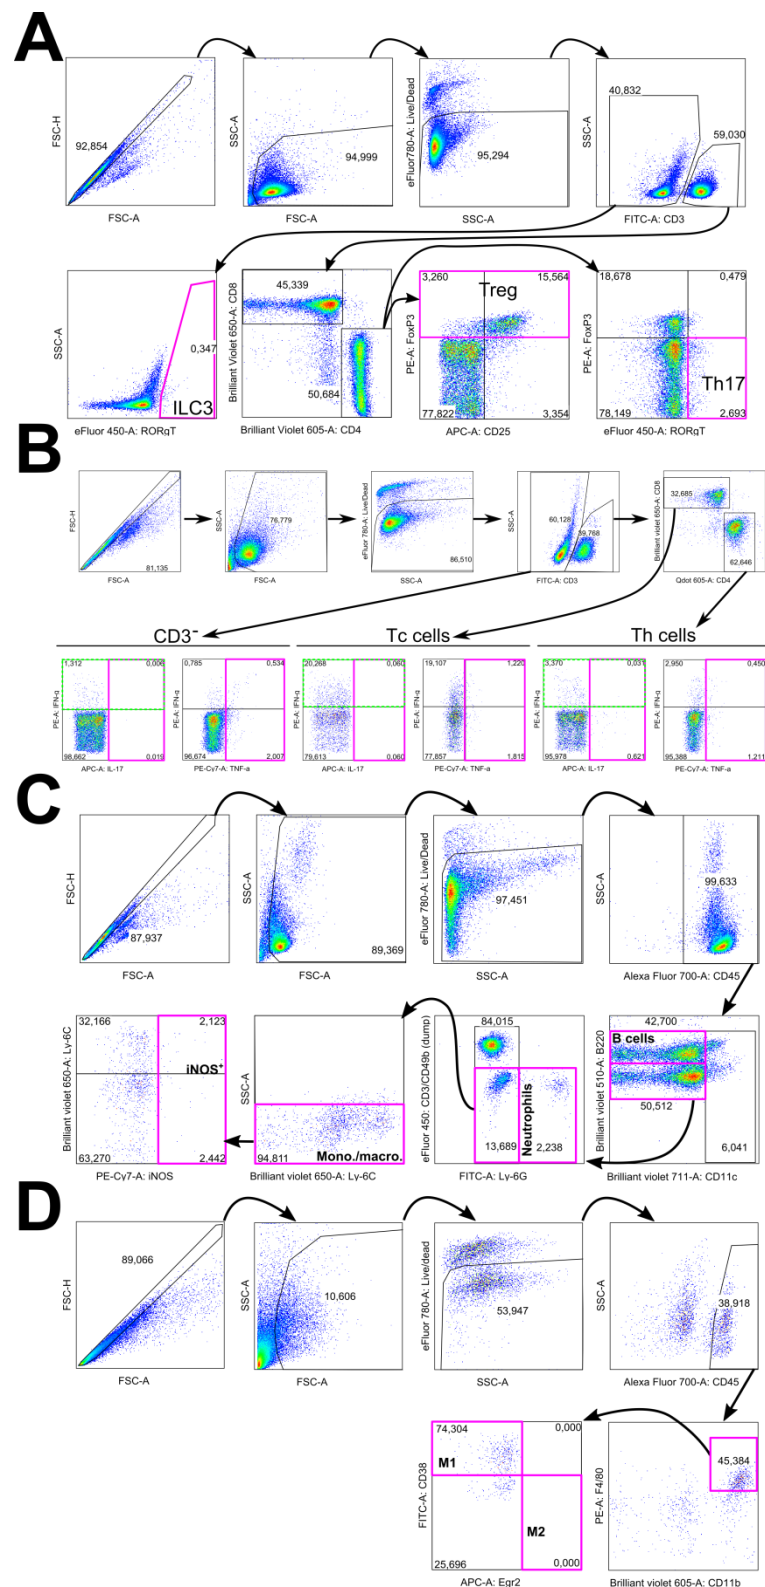 A
FSC-H
92,854
FSC-A
SSC-A
94,999
FSC-A
eFluor780-A: Live/Dead
95,294
SSC-A
SSC-A
40,832
59,030
FITC-A: CD3
SSC-A
0,347
ILC3
eFluor 450-A: RORgT
Brilliant Violet 650-A: CD8
45,339
50,684
Brilliant Violet 605-A: CD4
PE-A: FoxP3
3,260
15,564
Treg
77,822
3,354
APC-A: CD25
PE-A: FoxP3
18,678
0,479
Th17
78,149
2,693
eFluor 450-A: RORgT
B
FSC-H
81,135
FSC-A
SSC-A
76,779
FSC-A
eFluor 780-A: Live/Dead
86,510
SSC-A
SSC-A
60,128
39,768
FITC-A: CD3
Brilliant violet 650-A: CD8
32,685
62,646
Qdot 605-A: CD4
CD3-
Tc cells
Th cells
PE-A: IFN-g
1,312
0,006
98,662
0,019
APC-A: IL-17
PE-A: IFN-g
0,785
0,534
96,674
2,007
PE-Cy7-A: TNF-a
PE-A: IFN-g
20,268
0,060
79,613
0,060
APC-A: IL-17
PE-A: IFN-g
19,107
1,220
77,857
1,815
PE-Cy7-A: TNF-a
PE-A: IFN-g
3,370
0,031
95,978
0,621
APC-A: IL-17
PE-A: IFN-g
2,950
0,450
95,388
1,211
PE-Cy7-A: TNF-a
C
FSC-H
87,937
FSC-A
SSC-A
89,369
FSC-A
eFluor 780-A: Live/Dead
97,451
SSC-A
SSC-A
99,633
Alexa Fluor 700-A: CD45
Brilliant violet 650-A: Ly-6C
32,166
2,123
iNOS+
63,270
2,442
PE-Cy7-A: iNOS
SSC-A
94,811
Mono./macro.
Brilliant violet 650-A: Ly-6C
eFluor 450: CD3/CD49b (dump)
84,015
Neutrophils
13,689
2,238
FITC-A: Ly-6G
Brilliant violet 510-A: B220
42,700
B cells
50,512
6,041
Brilliant violet 711-A: CD11c
D
FSC-H
89,066
FSC-A
SSC-A
10,606
FSC-A
eFluor 780-A: Live/dead
53,947
SSC-A
SSC-A
38,918
Alexa Fluor 700-A: CD45
FITC-A: CD38
74,304
0,000
M1
M2
25,696
0,000
APC-A: Egr2
PE-A: F4/80
45,384
Brilliant violet 605-A: CD11b